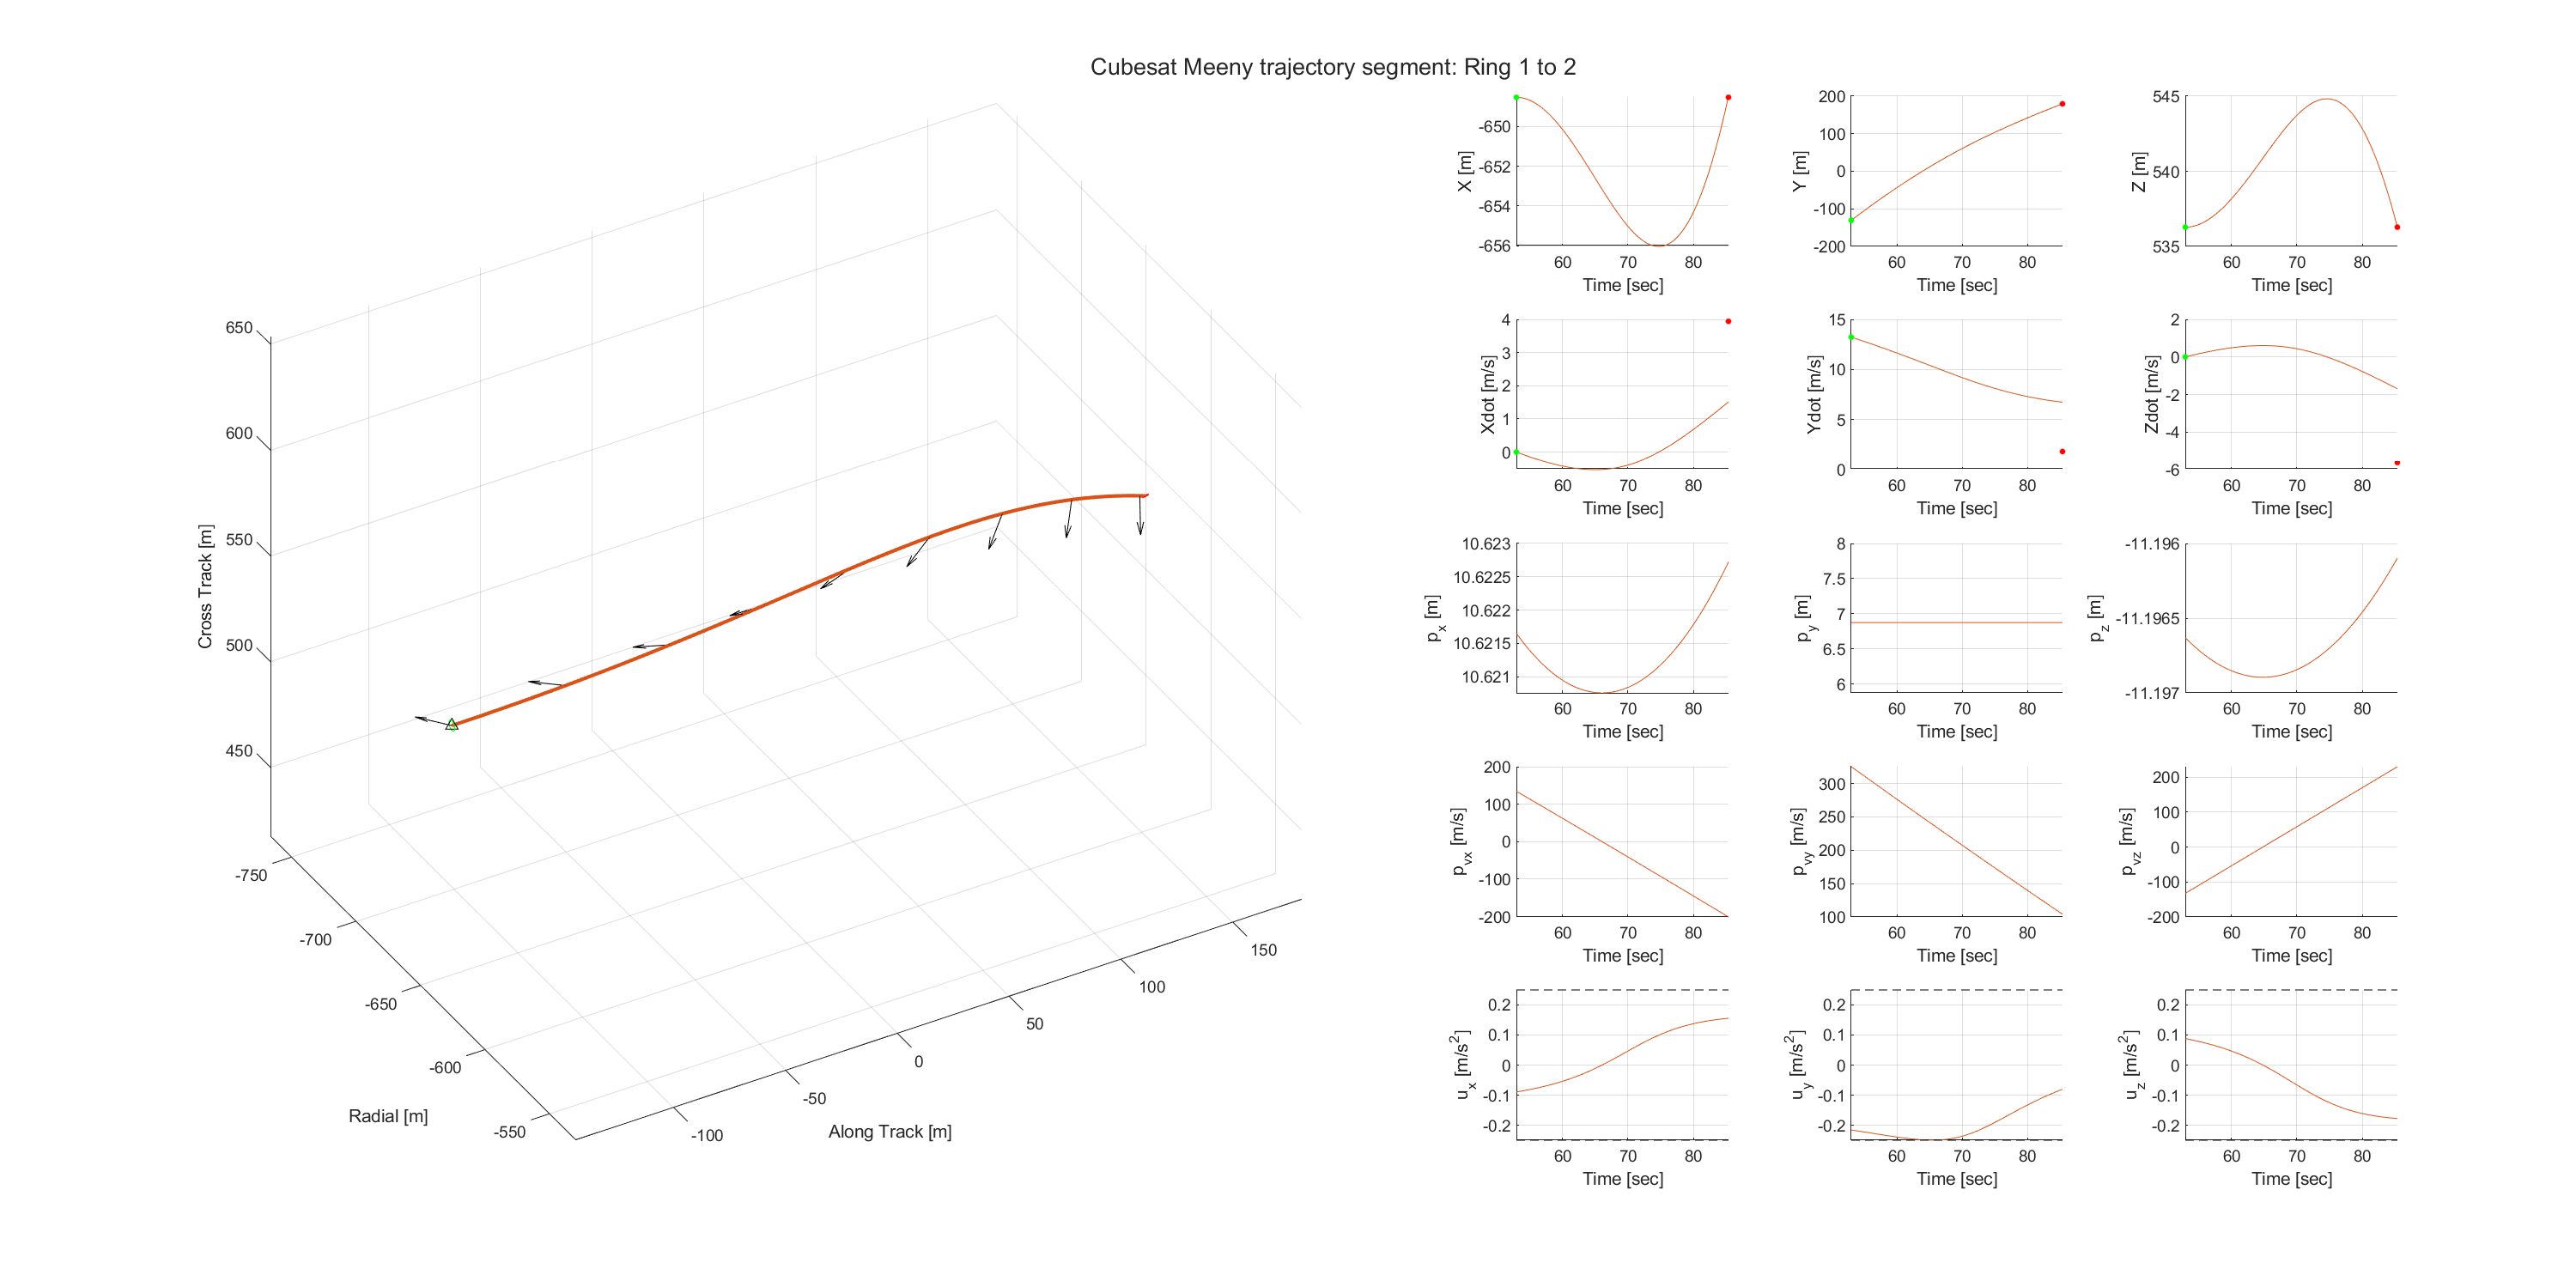 Cubesat Meeny trajectory segment: Ring 1 to 2
650
600
550
500
450
Cross Track [m]
-750
-700
-650
-600
-550
Radial [m]
-100
-50
0
50
100
150
Along Track [m]
X [m]
-650
-652
-654
-656
60 70 80
Time [sec]
Y [m]
200
100
0
-100
-200
60 70 80
Time [sec]
Z [m]
545
540
535
60 70 80
Time [sec]
Xdot [m/s]
4
3
2
1
0
60 70 80
Time [sec]
Ydot [m/s]
15
10
5
0
60 70 80
Time [sec]
Zdot [m/s]
2
0
-2
-4
-6
60 70 80
Time [sec]
p_x [m]
10.623
10.6225
10.622
10.6215
10.621
60 70 80
Time [sec]
p_y [m]
8
7.5
7
6.5
6
60 70 80
Time [sec]
p_z [m]
-11.196
-11.1965
-11.197
60 70 80
Time [sec]
p_vx [m/s]
200
100
0
-100
-200
60 70 80
Time [sec]
p_vy [m/s]
300
250
200
150
100
60 70 80
Time [sec]
p_vz [m/s]
200
100
0
-100
-200
60 70 80
Time [sec]
u_x [m/s²]
0.2
0.1
0
-0.1
-0.2
60 70 80
Time [sec]
u_y [m/s²]
0.2
0.1
0
-0.1
-0.2
60 70 80
Time [sec]
u_z [m/s²]
0.2
0.1
0
-0.1
-0.2
60 70 80
Time [sec]